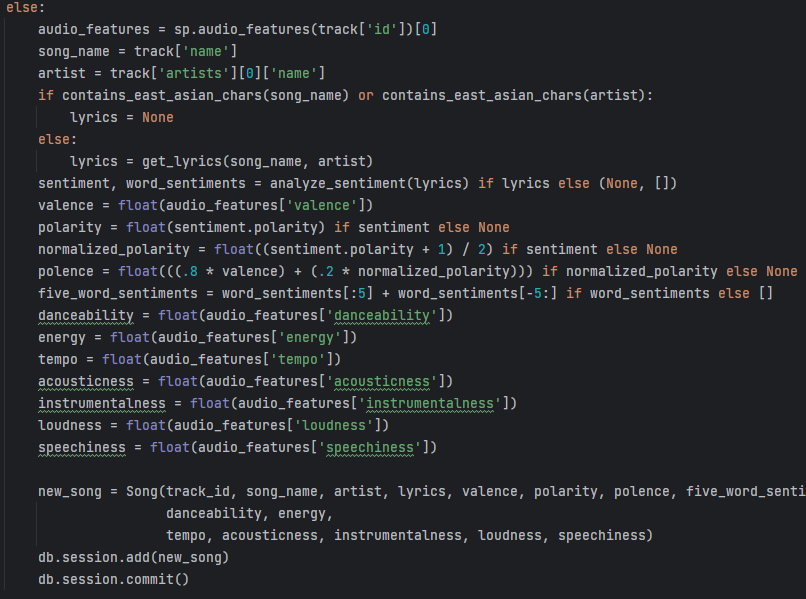 else:
    audio_features = sp.audio_features(track['id'])[0]
    song_name = track['name']
    artist = track['artists'][0]['name']
    if contains_east_asian_chars(song_name) or contains_east_asian_chars(artist):
        lyrics = None
    else:
        lyrics = get_lyrics(song_name, artist)
    sentiment, word_sentiments = analyze_sentiment(lyrics) if lyrics else (None, [])
    valence = float(audio_features['valence'])
    polarity = float(sentiment.polarity) if sentiment else None
    normalized_polarity = float((sentiment.polarity + 1) / 2) if sentiment else None
    polence = float(((.8 * valence) + (.2 * normalized_polarity))) if normalized_polarity else None
    five_word_sentiments = word_sentiments[:5] + word_sentiments[-5:] if word_sentiments else []
    danceability = float(audio_features['danceability'])
    energy = float(audio_features['energy'])
    tempo = float(audio_features['tempo'])
    acousticness = float(audio_features['acousticness'])
    instrumentalness = float(audio_features['instrumentalness'])
    loudness = float(audio_features['loudness'])
    speechiness = float(audio_features['speechiness'])

    new_song = Song(track_id, song_name, artist, lyrics, valence, polarity, polence, five_word_senti
                    danceability, energy,
                    tempo, acousticness, instrumentalness, loudness, speechiness)
    db.session.add(new_song)
    db.session.commit()